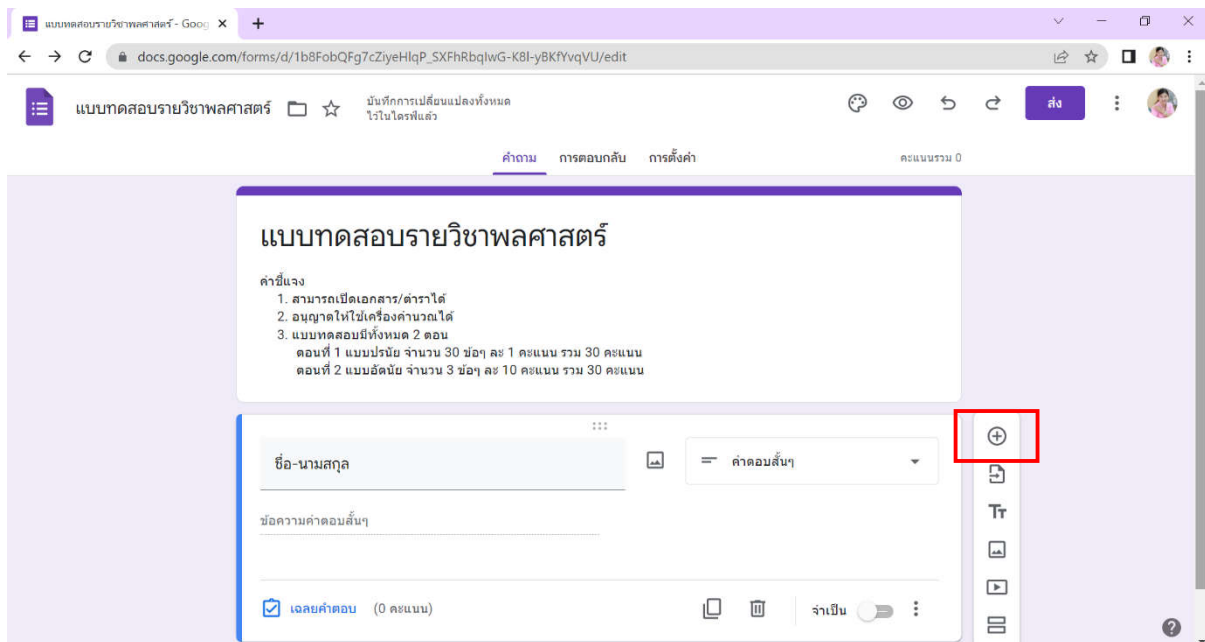 แบบทดสอบรายวิชาพลศาสตร์ - Goog
docs.google.com/forms/d/1b8FobQFg7cZiyeHlqP_SXFhRbqIwG-K8l-yBKfYvqVU/edit
แบบทดสอบรายวิชาพลศาสตร์
บันทึกการเปลี่ยนแปลงทั้งหมด
ไว้ในไดรฟ์แล้ว
ส่ง
คำถาม การตอบกลับ การตั้งค่า
คะแนนรวม 0
แบบทดสอบรายวิชาพลศาสตร์
คำชี้แจง
1. สามารถเปิดเอกสาร/ตำราได้
2. อนุญาตให้ใช้เครื่องคำนวณได้
3. แบบทดสอบมีทั้งหมด 2 ตอน
ตอนที่ 1 แบบปรนัย จำนวน 30 ข้อๆ ละ 1 คะแนน รวม 30 คะแนน
ตอนที่ 2 แบบอัตนัย จำนวน 3 ข้อๆ ละ 10 คะแนน รวม 30 คะแนน
ชื่อ-นามสกุล
คำตอบสั้นๆ
ข้อความคำตอบสั้นๆ
Tт
เฉลยคำตอบ (0 คะแนน)
จำเป็น